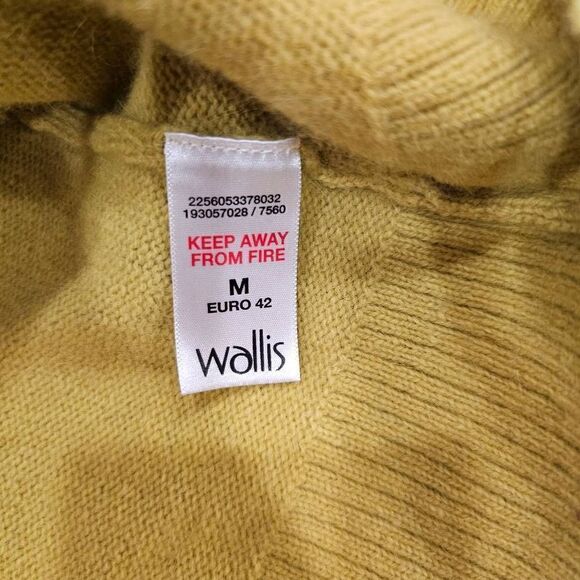 2256053378032
193057028 / 7560
KEEP AWAY
FROM FIRE
M
EURO 42
wallis